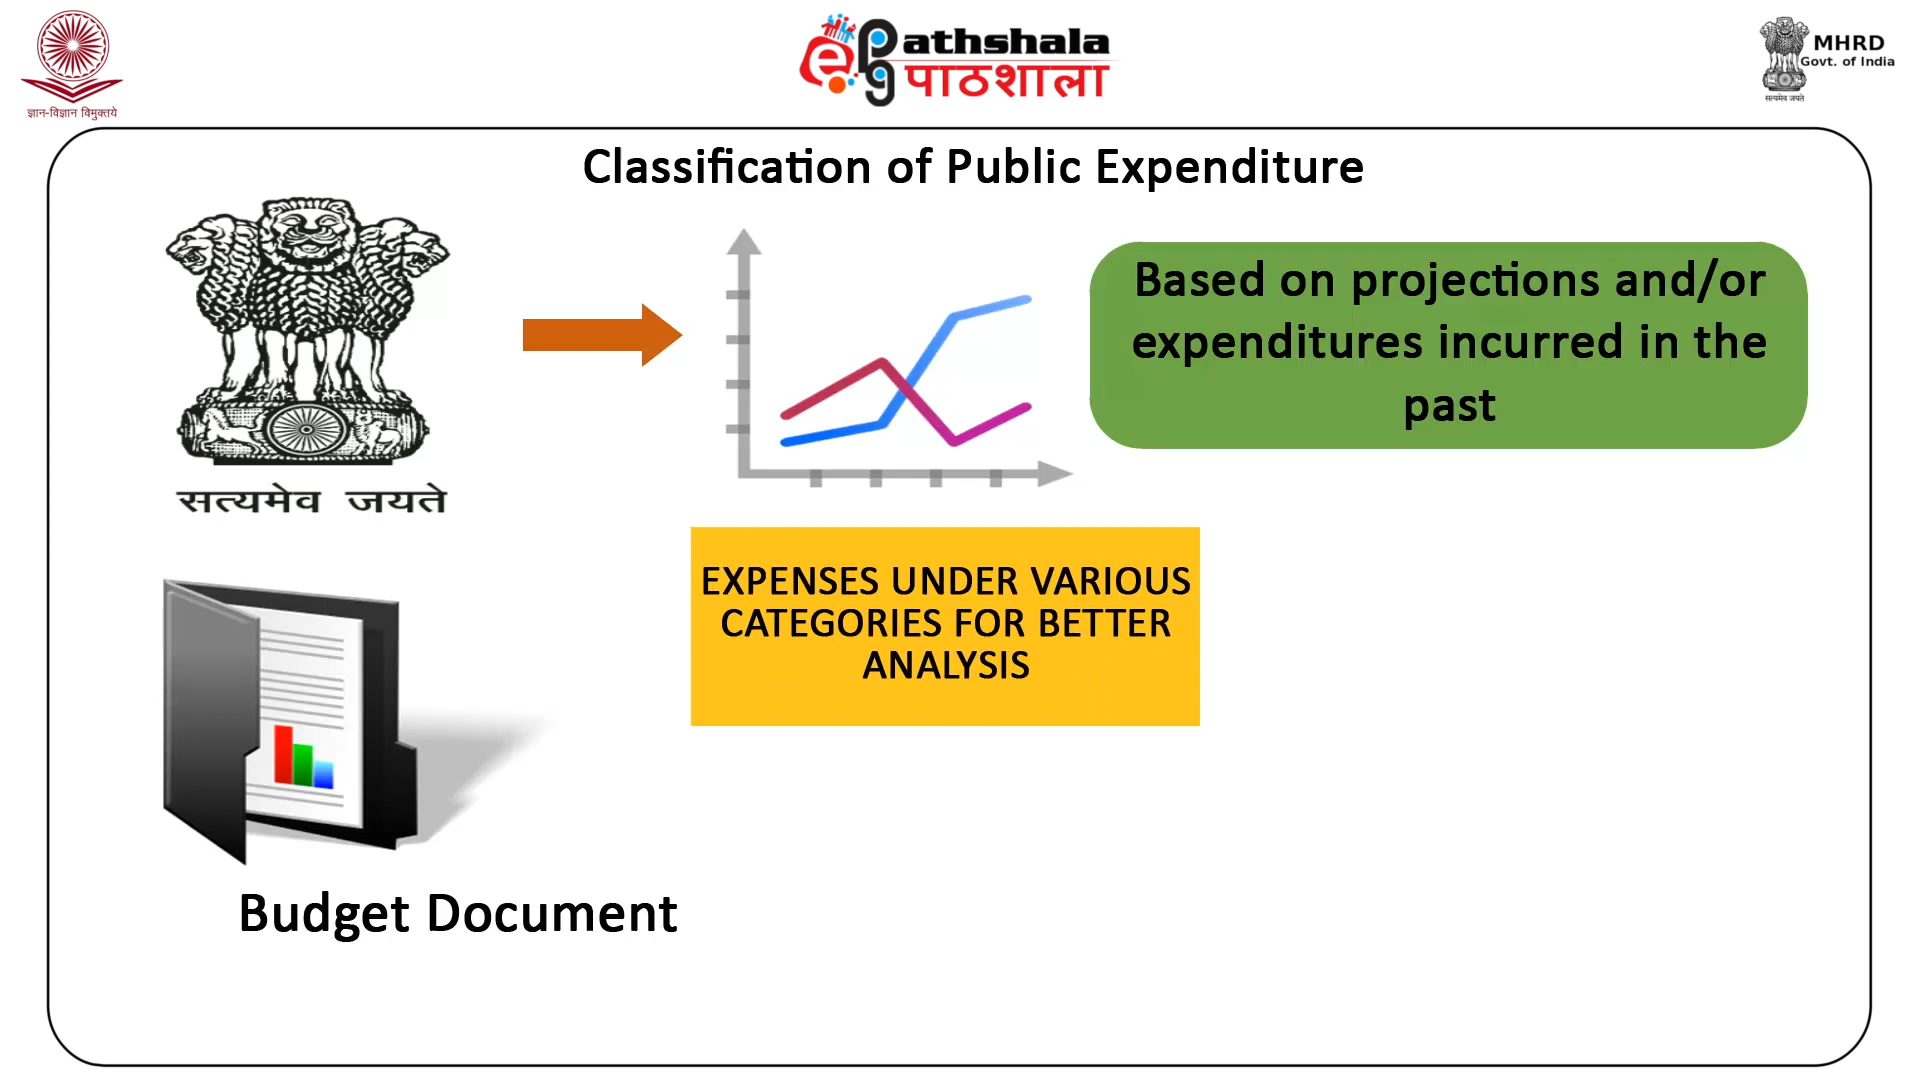 ज्ञान-विज्ञान विमुक्तये
e Pg athshala
पाठशाला
MHRD
Govt. of India
सत्यमेव जयते
Classification of Public Expenditure
Based on projections and/or
expenditures incurred in the
past
सत्यमेव जयते
EXPENSES UNDER VARIOUS
CATEGORIES FOR BETTER
ANALYSIS
Budget Document